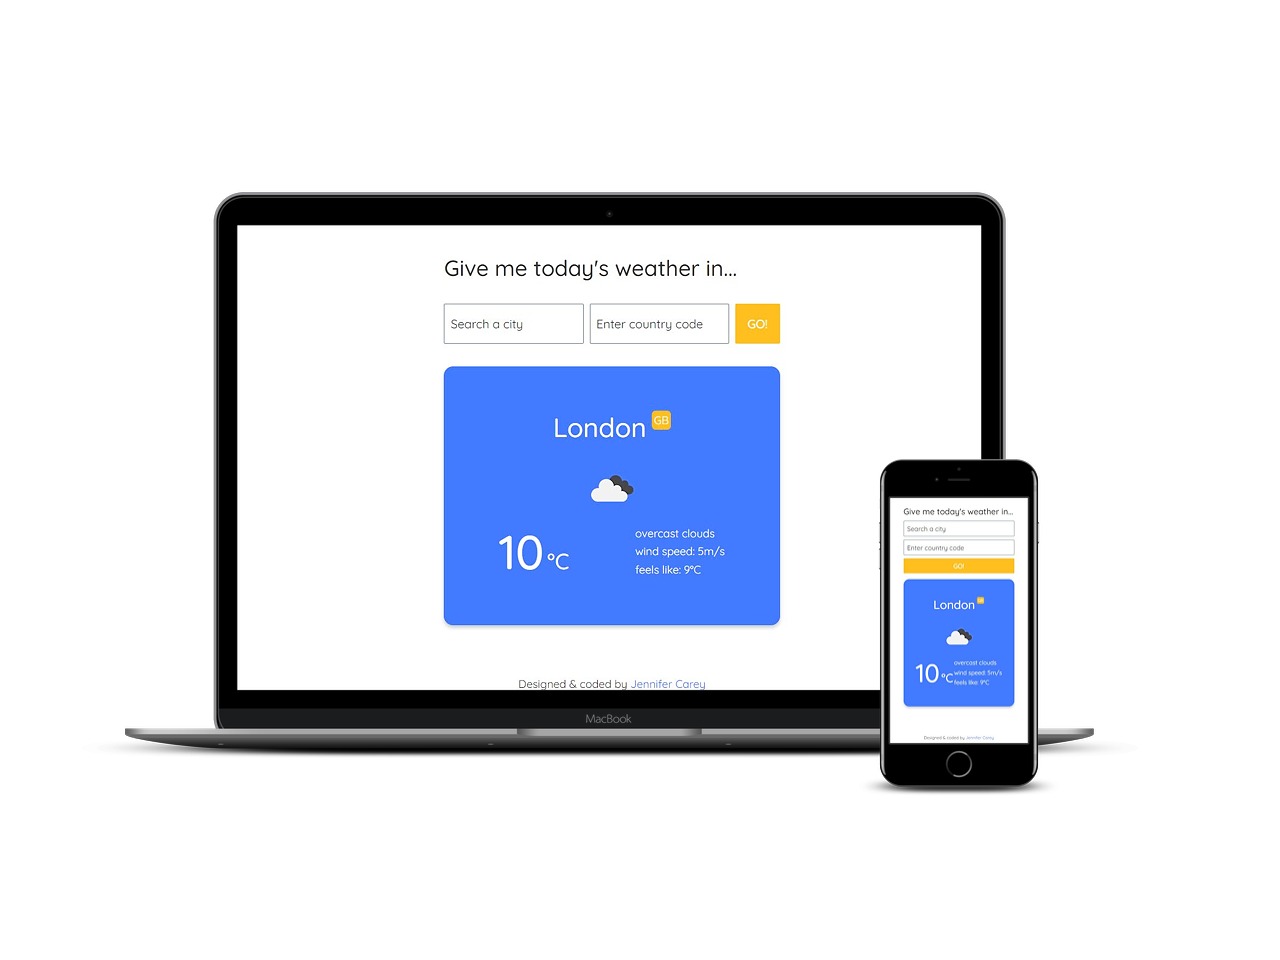 Give me today's weather in...
Search a city
Enter country code
GO!
London GB
10 °C
overcast clouds
wind speed: 5m/s
feels like: 9°C
Designed & coded by Jennifer Carey
MacBook
Give me today's weather in...
Search a city
Enter country code
GO!
London GB
10 °C
overcast clouds
wind speed: 5m/s
feels like: 9°C
Designed & coded by Jennifer Carey